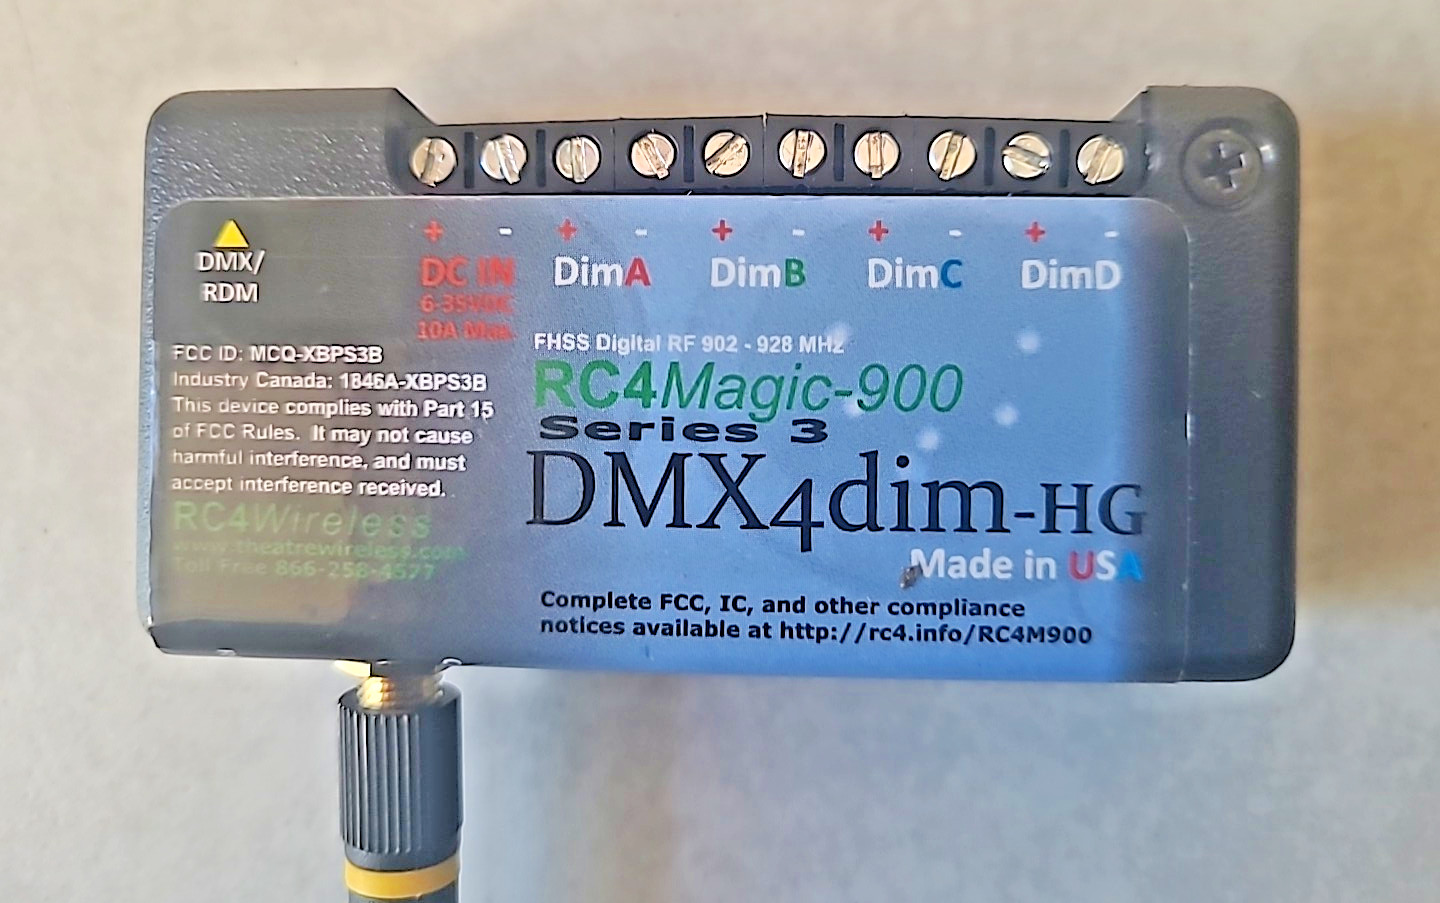 + - + - + - + - + -
DMX/
RDM
DC IN
6-35VDC
10A Max.
DimA DimB DimC DimD
FCC ID: MCQ-XBPS3B
Industry Canada: 1846A-XBPS3B
This device complies with Part 15
of FCC Rules. It may not cause
harmful interference, and must
accept interference received.
RC4Wireless
www.theatrewireless.com
Toll Free 866-258-4577
FHSS Digital RF 902 - 928 MHz
RC4Magic-900
Series 3
DMX4dim-HG
Made in USA
Complete FCC, IC, and other compliance
notices available at http://rc4.info/RC4M900